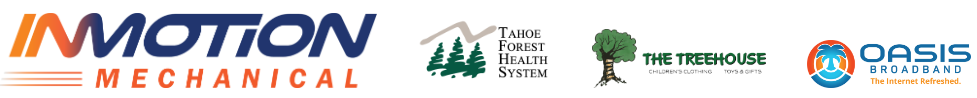 INMOTION
MECHANICAL
TAHOE
FOREST
HEALTH
SYSTEM
THE TREEHOUSE
CHILDREN'S CLOTHING TOYS & GIFTS
OASIS
BROADBAND
The Internet Refreshed.